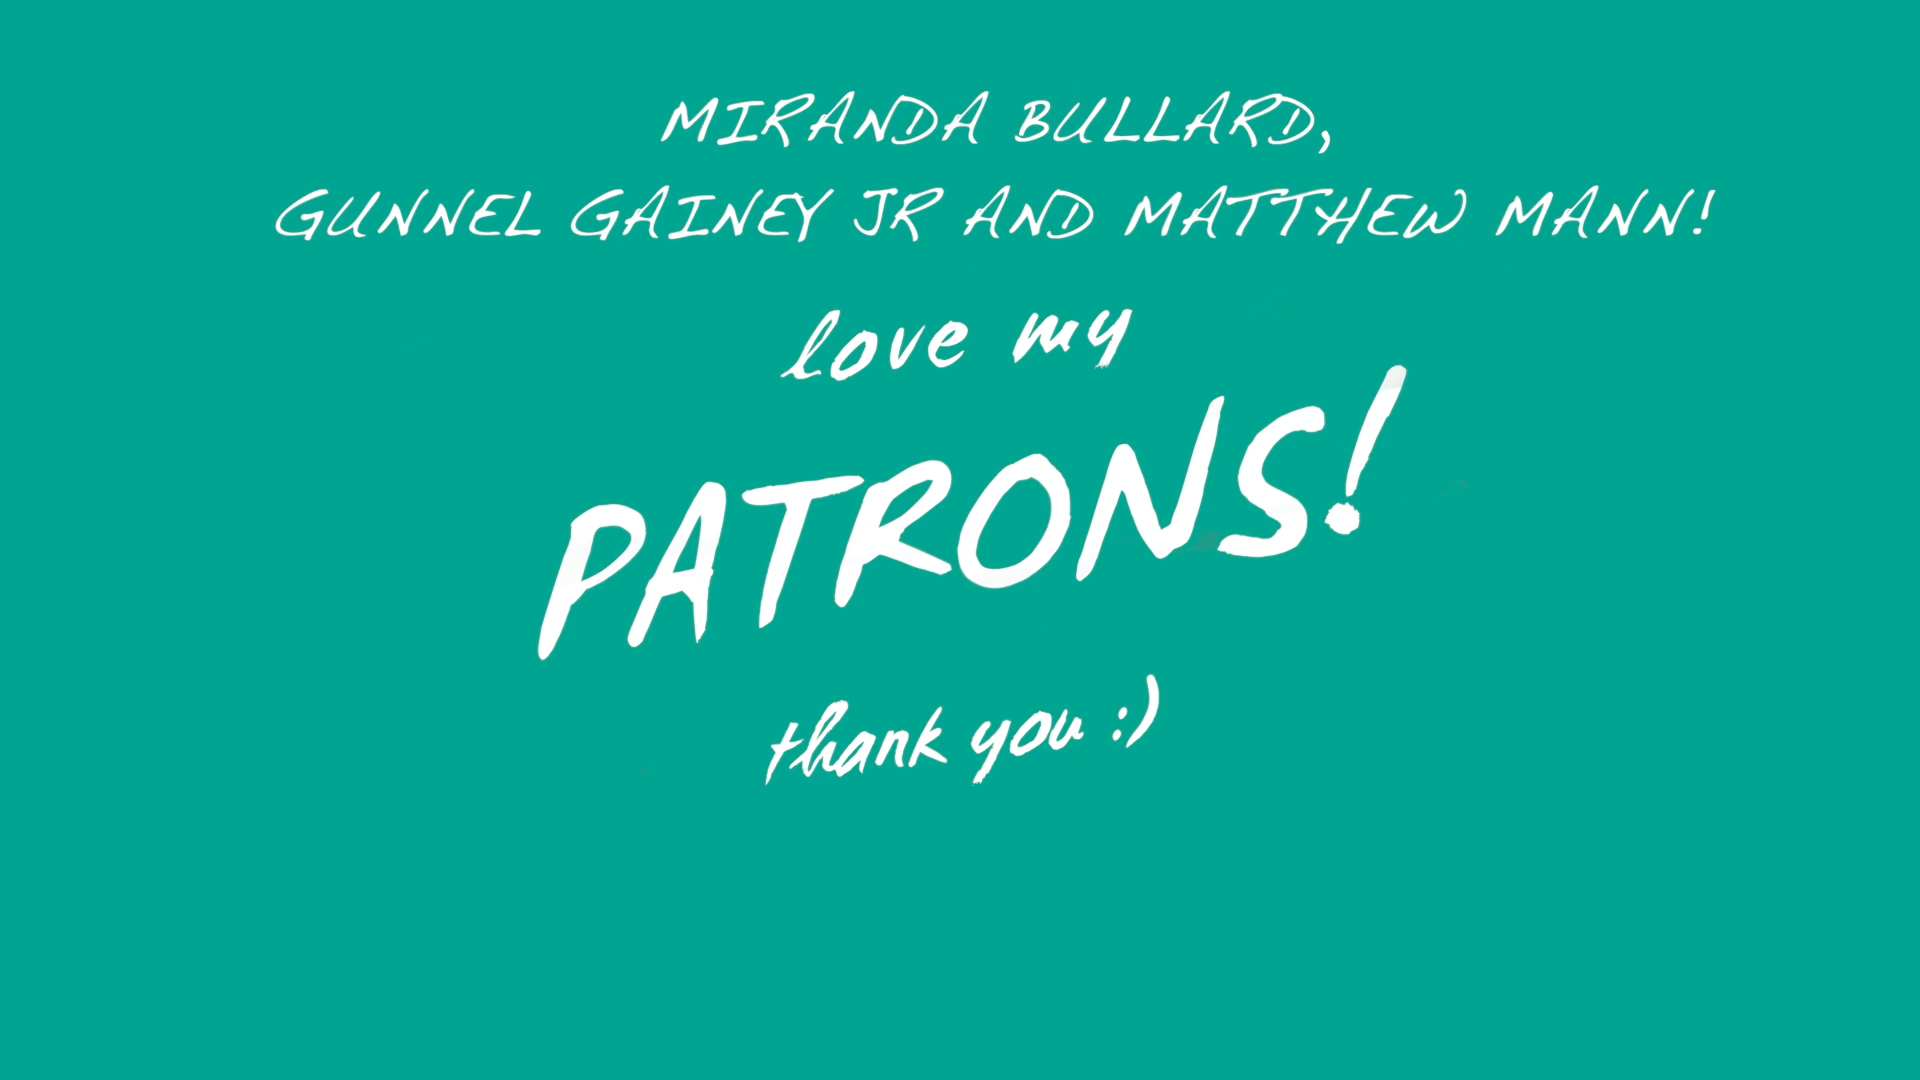 MIRANDA BULLARD,
GUNNEL GAINEY JR AND MATTHEW MANN!
love my
PATRONS!
thank you :)